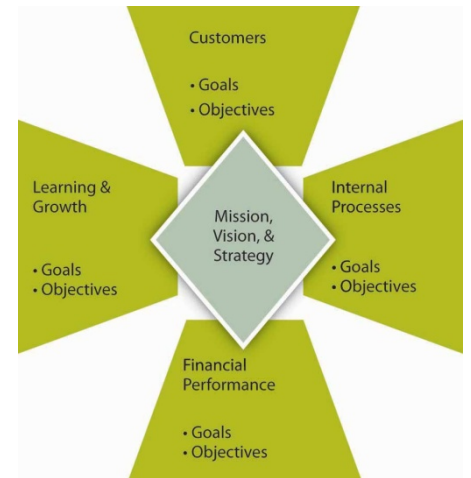 Customers
• Goals
• Objectives
Learning &
Growth
• Goals
• Objectives
Mission,
Vision, &
Strategy
Internal
Processes
• Goals
• Objectives
Financial
Performance
• Goals
• Objectives